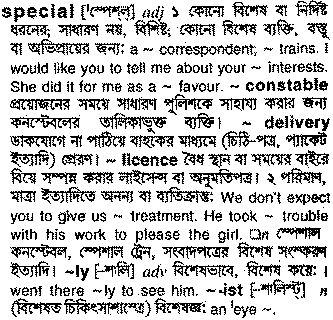 special [ˈস্পেশ্‌ল্] adj ১ কোনো বিশেষ বা নির্দিষ্ট
ধরনের; সাধারণ নয়, বিশিষ্ট; কোনো বিশেষ ব্যক্তি, বস্তু
বা অভিপ্রায়ের জন্য: a ~ correspondent; ~ trains. I
would like you to tell me about your ~ interests.
She did it for me as a ~ favour. ~ constable
প্রয়োজনের সময়ে সাধারণ পুলিশকে সাহায্য করার জন্য
কনস্টেবলের তালিকাভুক্ত ব্যক্তি। ~ delivery
ডাকযোগে না পাঠিয়ে বাহকের মাধ্যমে (চিঠি-পত্র, প্যাকেট
ইত্যাদি) প্রেরণ। ~ licence বৈধ স্থান বা সময়ের বাইরে
বিয়ে সম্পন্ন করার লাইসেন্স বা অনুমতিপত্র। ২ পরিমাণ,
মাত্রা ইত্যাদিতে অনন্য বা ব্যতিক্রান্ত: We don't expect
you to give us ~ treatment. He took ~ trouble
with his work to please the girl. □n স্পেশাল
কনস্টেবল, স্পেশাল ট্রেন, সংবাদপত্রের বিশেষ সংস্করণ
ইত্যাদি। ~ly [-শালি] adv বিশেষভাবে, বিশেষ করে: I
went there ~ly to see him. ~-ist [-শালিস্ট্] n
(বিশেষত চিকিৎসাশাস্ত্রে) বিশেষজ্ঞ: an ˈeye ~.